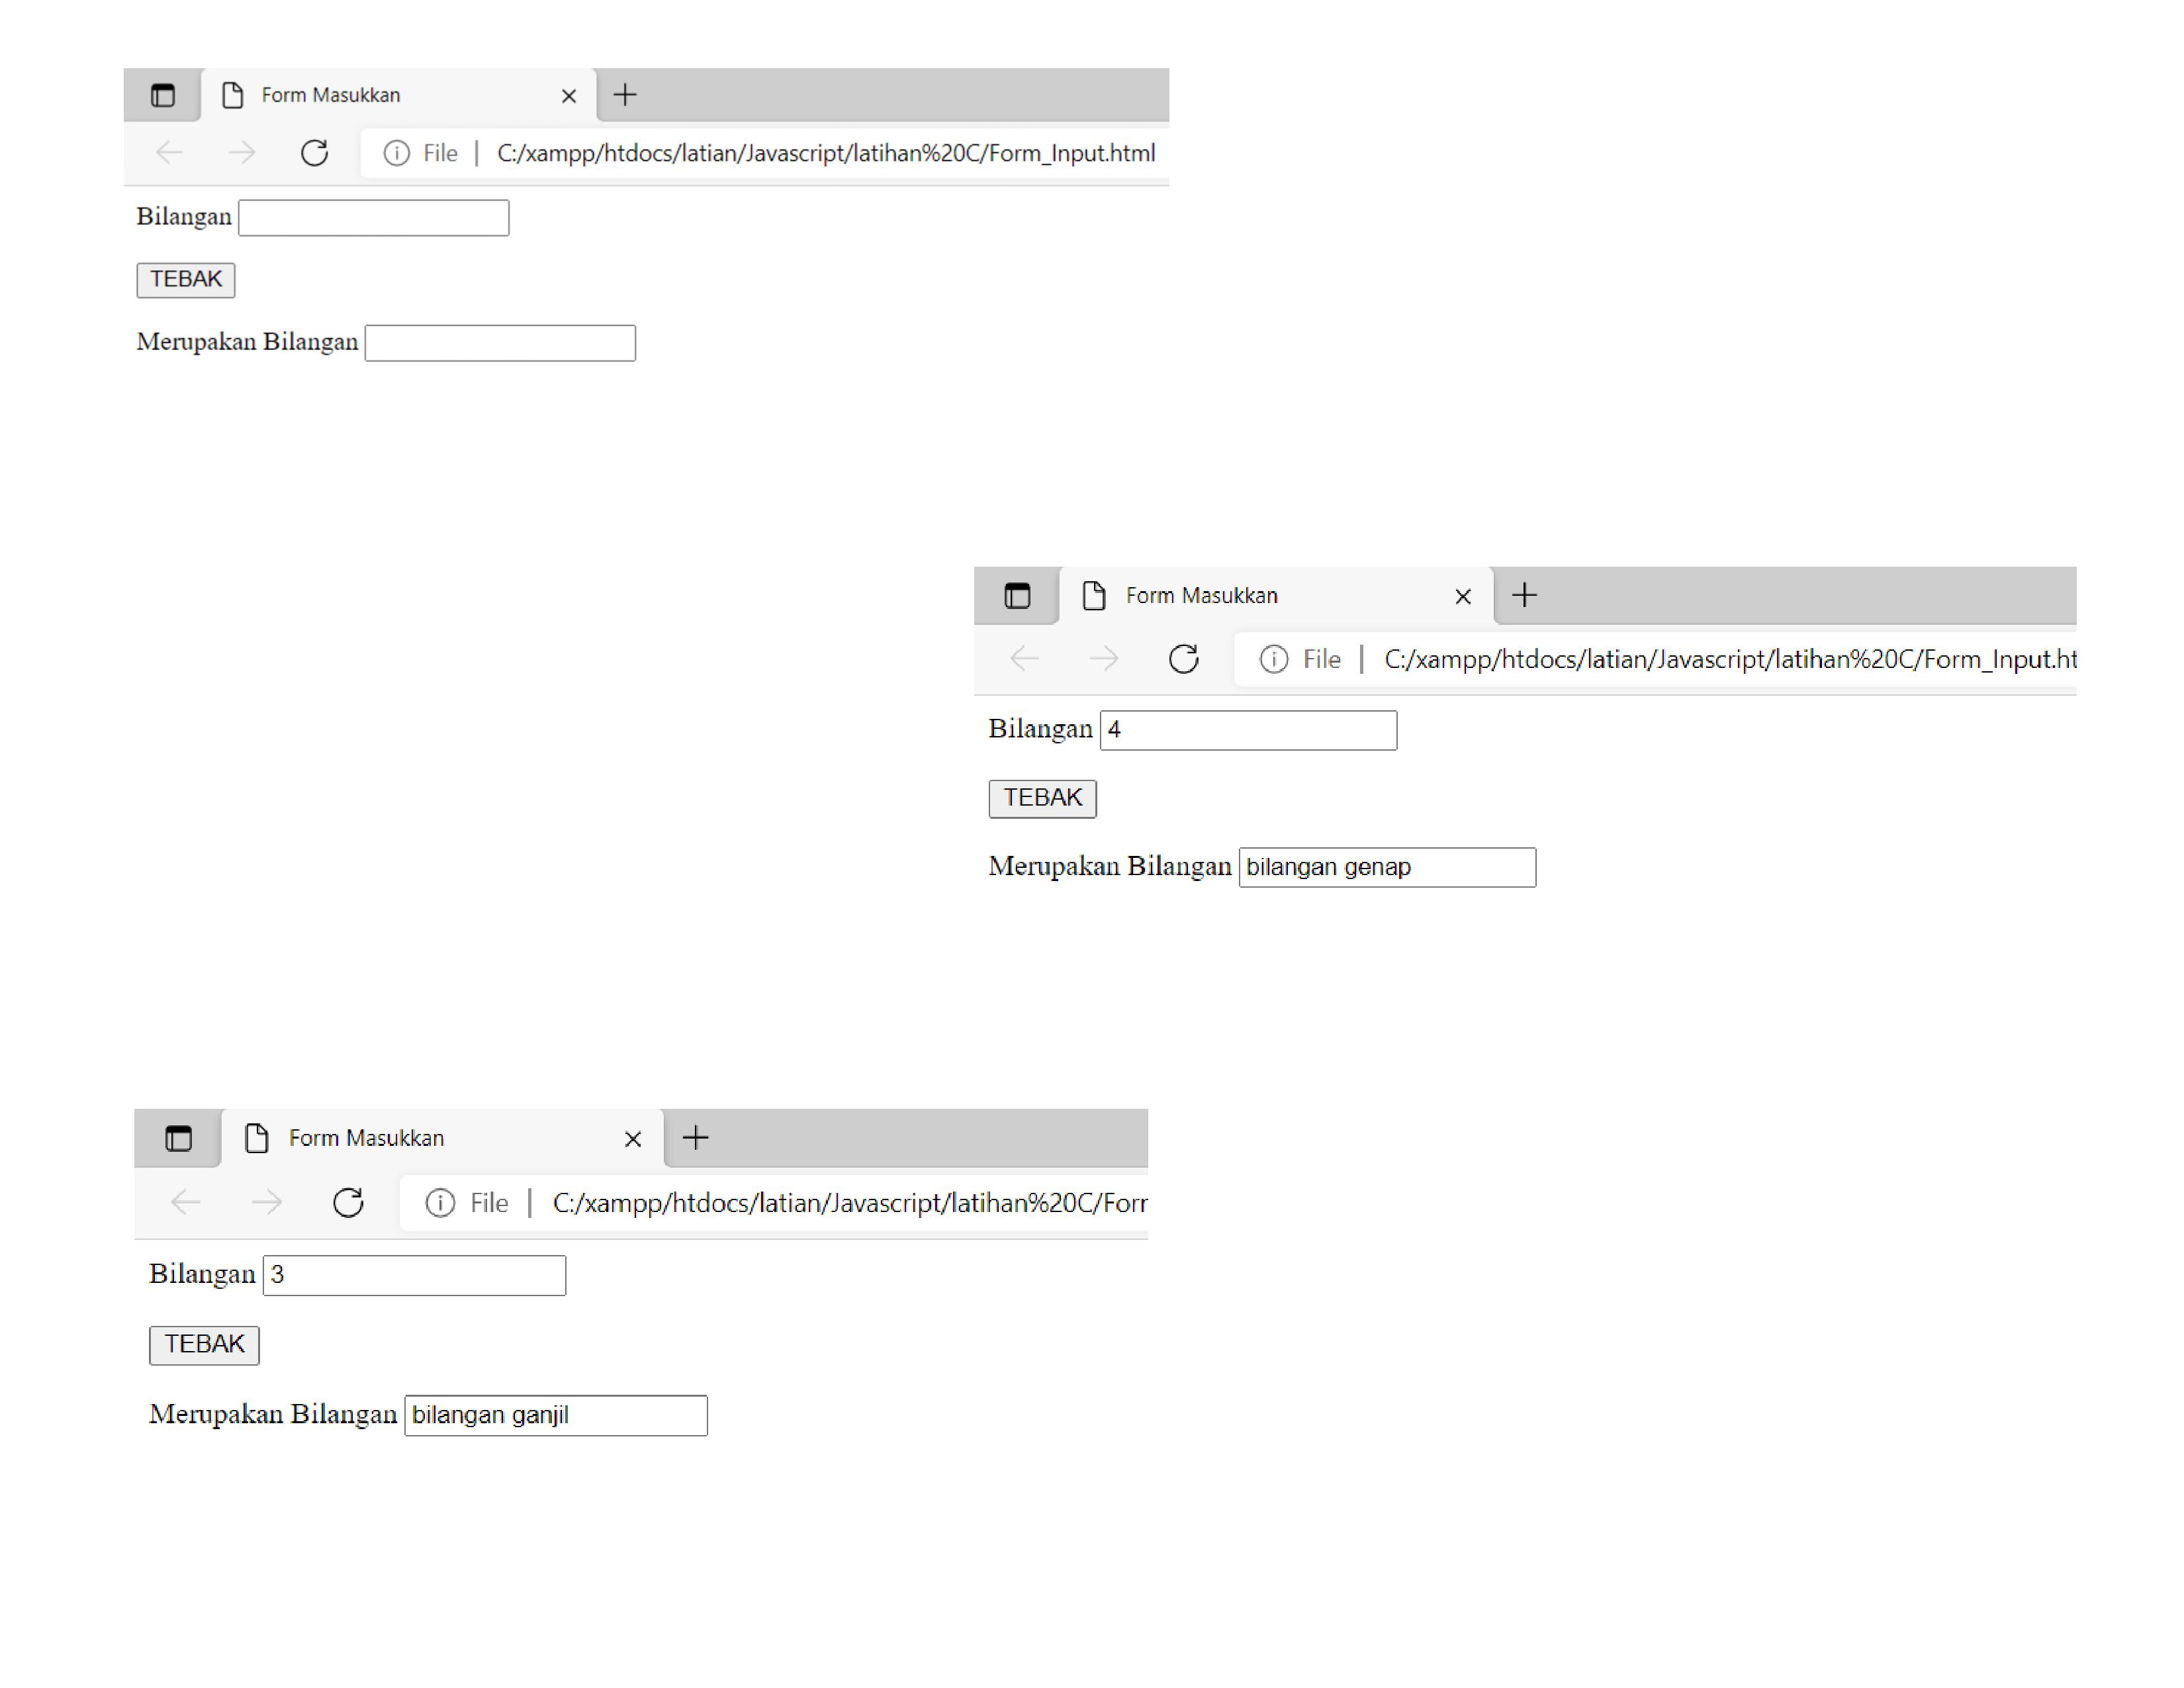 Form Masukkan
File | C:/xampp/htdocs/latian/Javascript/latihan%20C/Form_Input.html
Bilangan
TEBAK
Merupakan Bilangan
Form Masukkan
File | C:/xampp/htdocs/latian/Javascript/latihan%20C/Form_Input.ht
Bilangan 4
TEBAK
Merupakan Bilangan bilangan genap
Form Masukkan
File | C:/xampp/htdocs/latian/Javascript/latihan%20C/Forr
Bilangan 3
TEBAK
Merupakan Bilangan bilangan ganjil